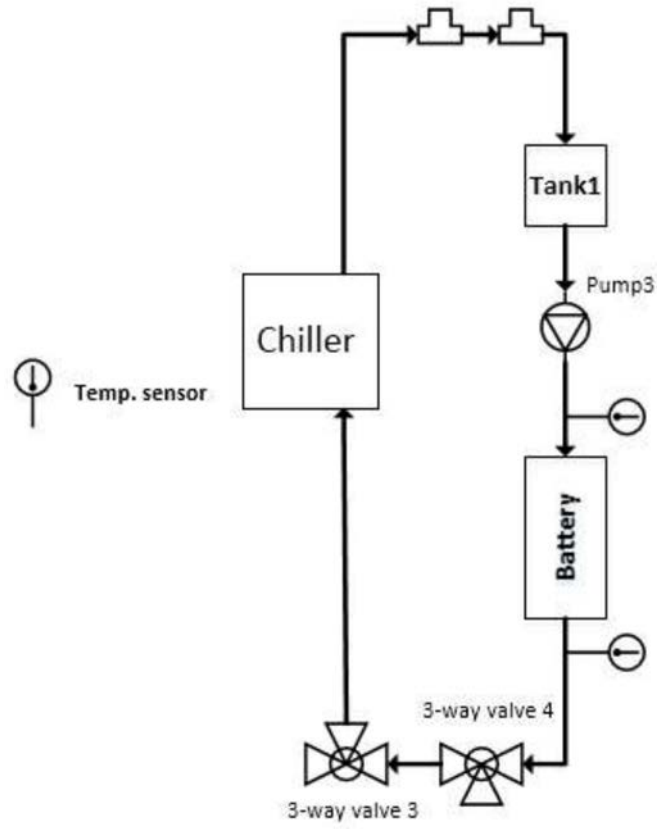 Tank1
Pump3
Chiller
Temp. sensor
Battery
3-way valve 4
3-way valve 3